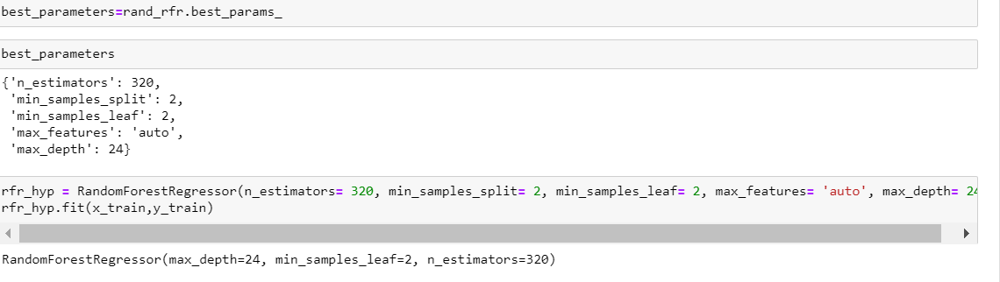 best_parameters=rand_rfr.best_params_
best_parameters
{'n_estimators': 320,
 'min_samples_split': 2,
 'min_samples_leaf': 2,
 'max_features': 'auto',
 'max_depth': 24}
rfr_hyp = RandomForestRegressor(n_estimators= 320, min_samples_split= 2, min_samples_leaf= 2, max_features= 'auto', max_depth= 24
rfr_hyp.fit(x_train,y_train)
RandomForestRegressor(max_depth=24, min_samples_leaf=2, n_estimators=320)